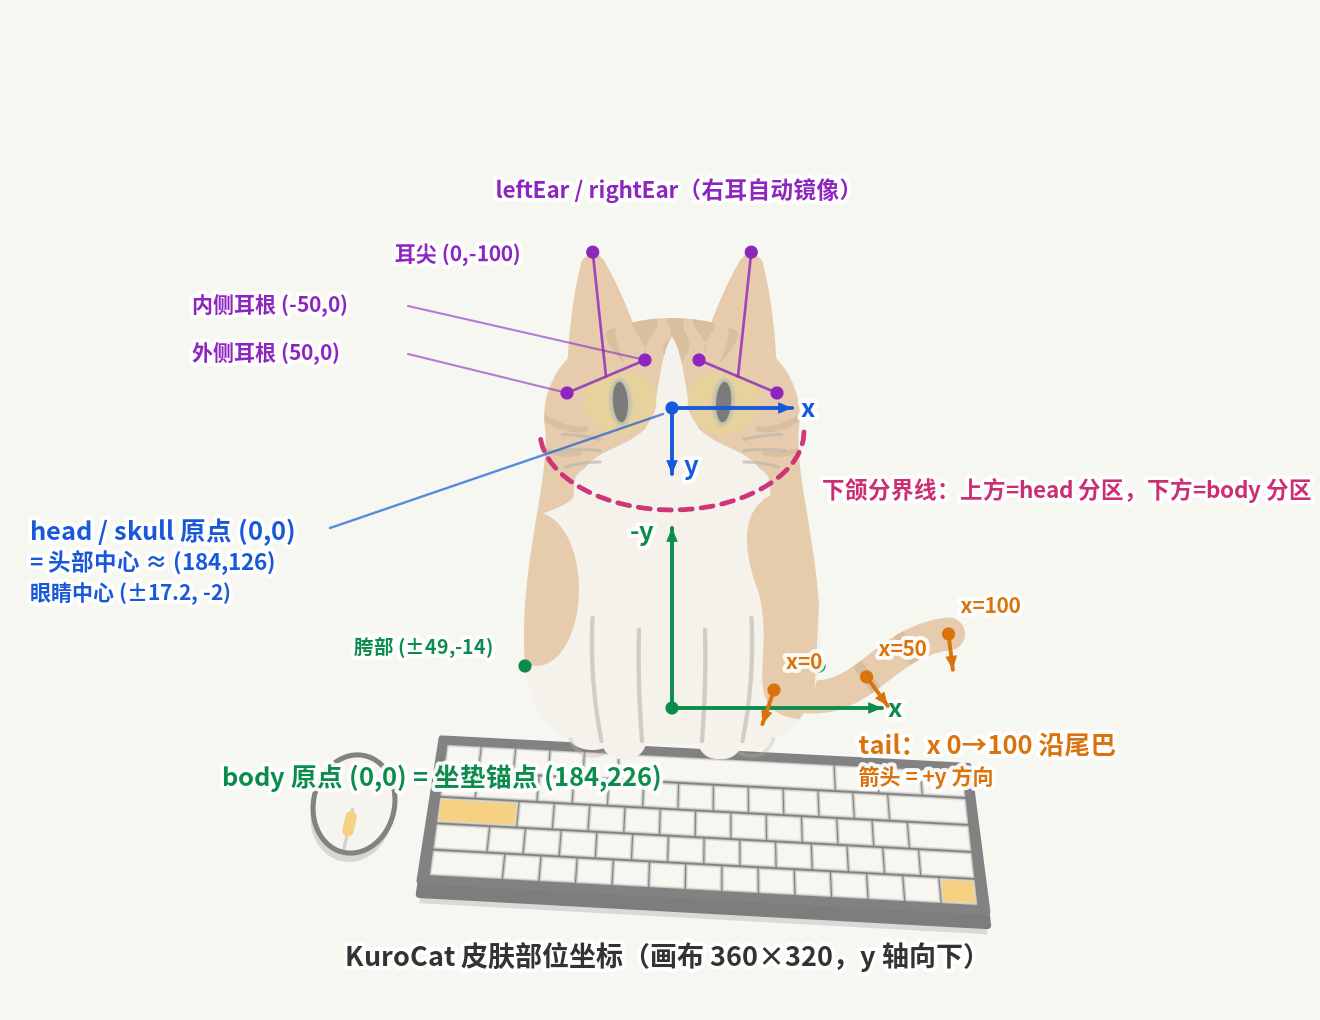 leftEar / rightEar（右耳自动镜像）
耳尖 (0,-100)
内侧耳根 (-50,0)
外侧耳根 (50,0)
x
y
下颌分界线：上方=head 分区，下方=body 分区
head / skull 原点 (0,0)
= 头部中心 ≈ (184,126)
眼睛中心 (±17.2, -2)
-y
x=100
胯部 (±49,-14)
x=50
x=0
x
tail：x 0→100 沿尾巴
箭头 = +y 方向
body 原点 (0,0) = 坐垫锚点 (184,226)
KuroCat 皮肤部位坐标（画布 360×320，y 轴向下）